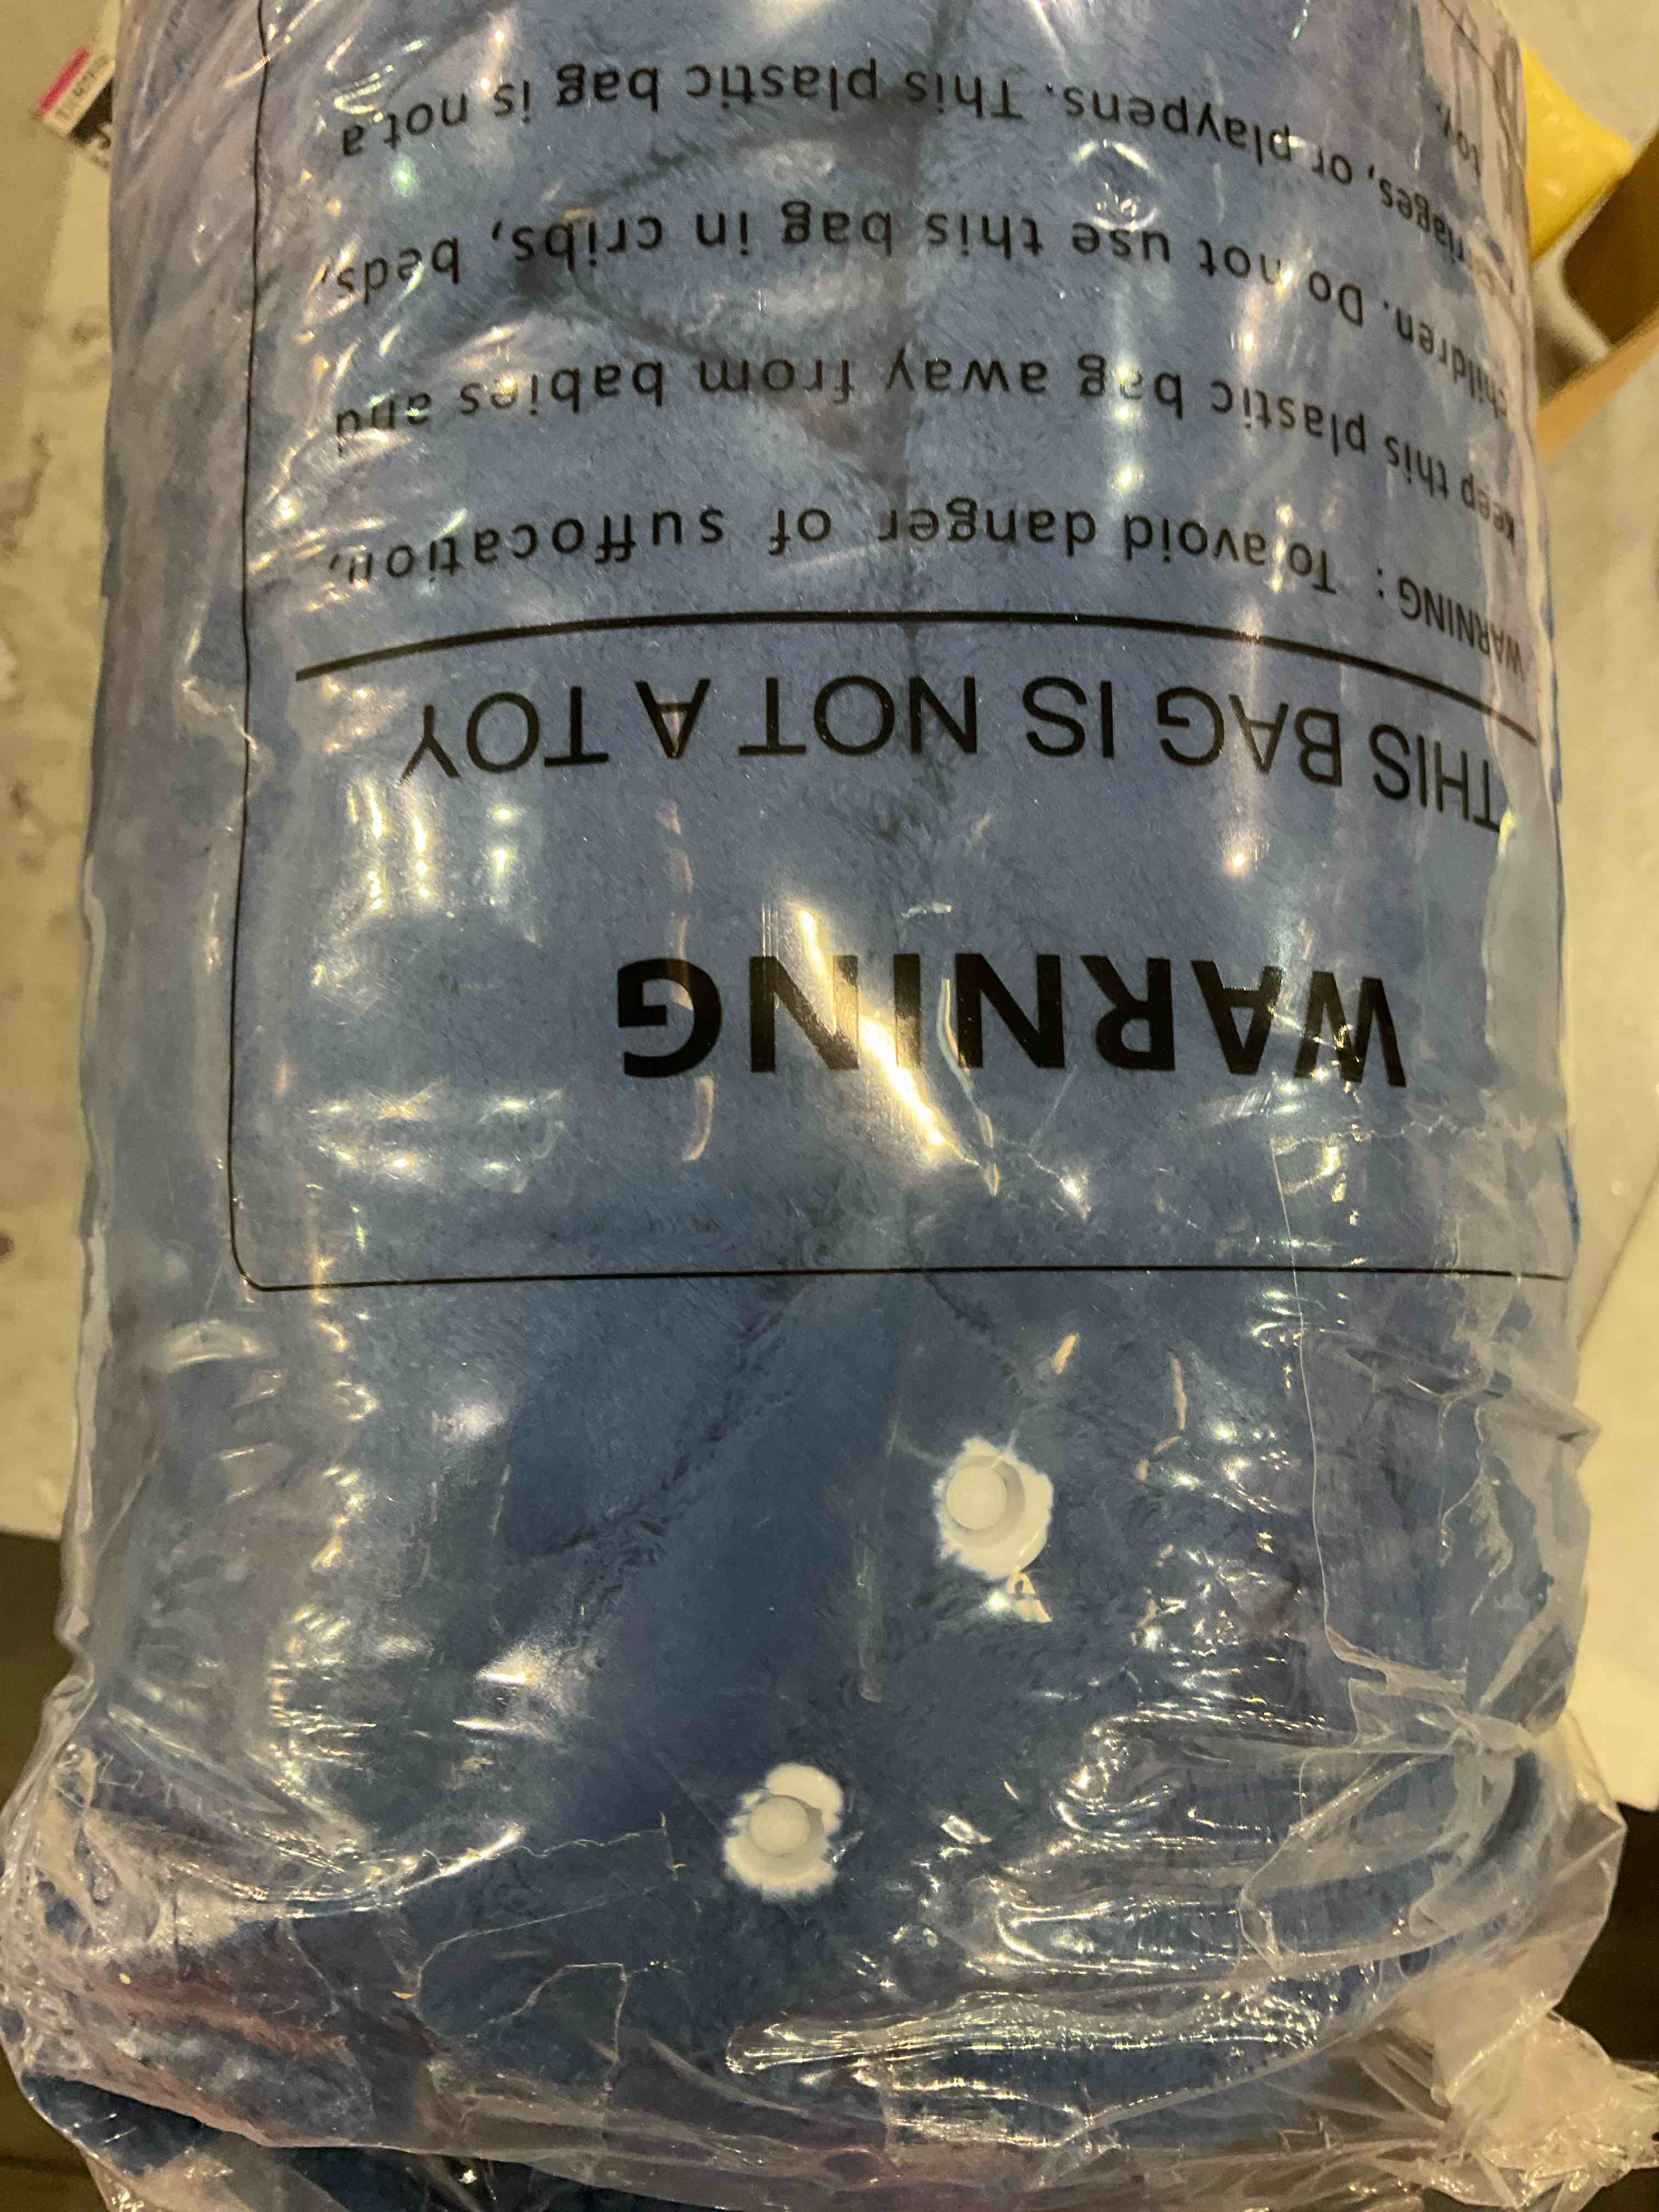 WARNING
THIS BAG IS NOT A TOY
WARNING : To avoid danger of suffocation,
keep this plastic bag away from babies and
children. Do not use this bag in cribs, beds,
carriages, or playpens. This plastic bag is not a
toy.